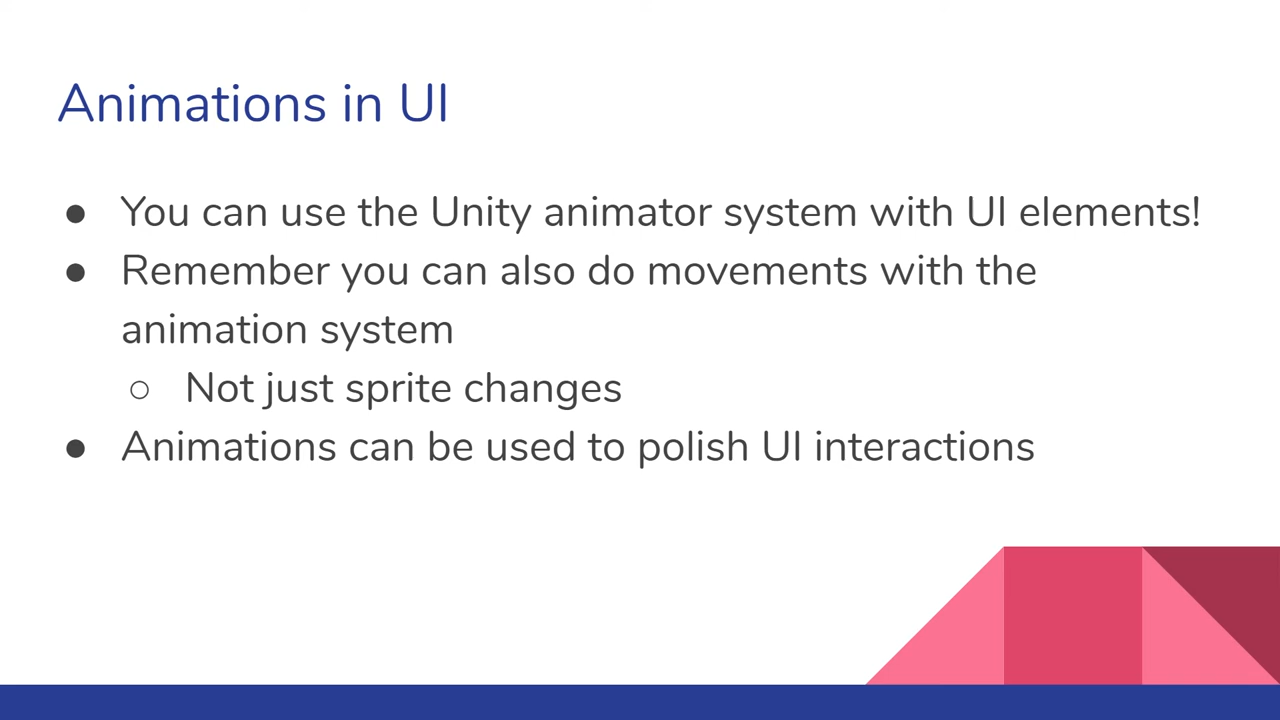 Animations in UI
● You can use the Unity animator system with UI elements!
● Remember you can also do movements with the
animation system
○ Not just sprite changes
● Animations can be used to polish UI interactions